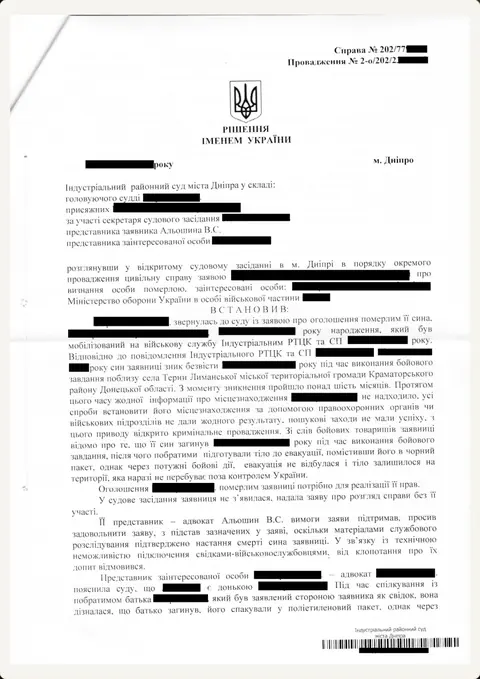 Справа № 202/77
Провадження № 2-о/202/2
РІШЕННЯ
ІМЕНЕМ УКРАЇНИ
року м. Дніпро
Індустріальний районний суд міста Дніпра у складі:
головуючого судді
присяжних
за участі секретаря судового засідання
представника заявника Альошина В.С.
представника заінтересованої особи
розглянувши у відкритому судовому засіданні в м. Дніпрі в порядку окремого
провадження цивільну справу заявою , про
визнання особи померлою, заінтересовані особи:
Міністерство оборони України в особі військової частини
ВСТАНОВИВ:
, звернулась до суду із заявою про оголошення померлим її сина,
, року народження, який був
мобілізований на військову службу Індустріальним РТЦК та СП року.
Відповідно до повідомлення Індустріального РТЦК та СП
року син заявниці зник безвісти року під час виконання бойового
завдання поблизу села Терни Лиманської міської територіальної громади Краматорського
району Донецької області. З моменту зникнення пройшло понад шість місяців. Протягом
цього часу жодної інформації про місцезнаходження не надходило, усі
спроби встановити його місцезнаходження за допомогою правоохоронних органів чи
військових підрозділів не дали жодного результату, пошукові заходи не мали успіху, з
цього приводу відкрито кримінальне провадження. Зі слів бойових товаришів заявниці
відомо про те, що її син загинув року під час виконання бойового
завдання, після чого побратими підготували тіло до евакуації, помістивши його в чорний
пакет, однак через потужні бойові дії, евакуація не відбулася і тіло залишилося на
території, яка наразі не перебуває поза контролем України.
Оголошення померлим заявниці потрібно для реалізації її прав.
У судове засідання заявниця не з’явилася, надала заяву про розгляд справи без її
участі.
ЇЇ представник – адвокат Альошин В.С. вимоги заяви підтримав, просив
задовольнити заяву, з підстав зазначених у заяві, оскільки матеріалами службового
розслідування підтверджено настання смерті сина заявниці. У зв’язку із технічною
неможливістю підключення свідками-військовослужбовцями, від клопотання про їх
допит відмовився.
Представник заінтересованої особи – адвокат
пояснила суду, що є донькою . Під час спілкування із
побратимом батька , який був заявлений стороною заявника як свідок, вона
дізналася, що батько загинув, його спакували у поліетиленовий пакет, однак через
Індустріальний районний суд
міста Дніпра